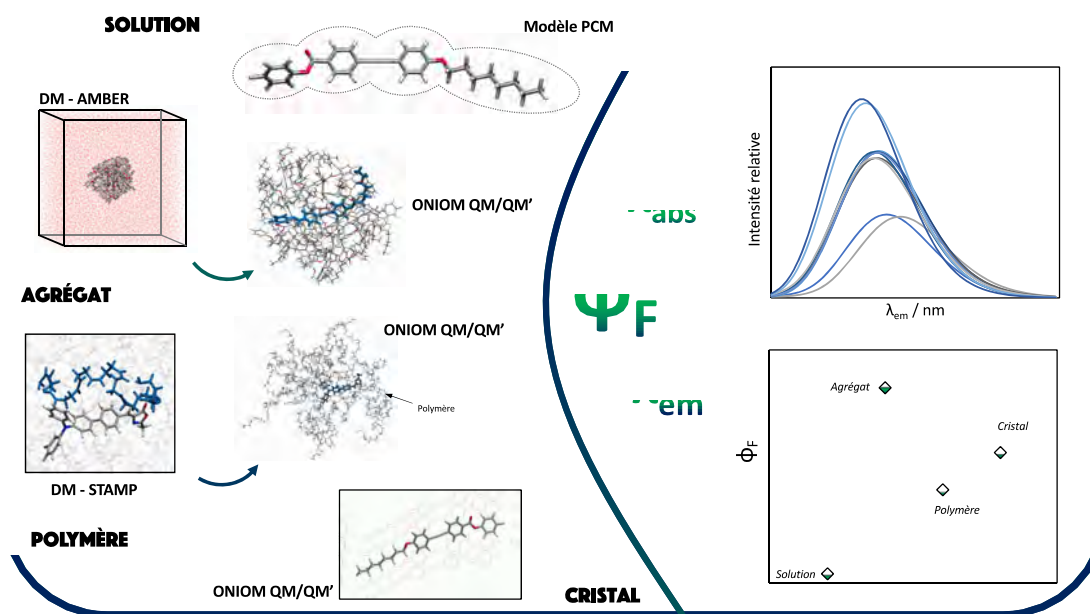 SOLUTION
Modèle PCM
DM - AMBER
ONIOM QM/QM’
AGRÉGAT
ONIOM QM/QM’
Polymère
DM - STAMP
POLYMÈRE
ONIOM QM/QM’
CRISTAL
abs
F
em
Intensité relative
λem / nm
ϕF
Agrégat
Cristal
Polymère
Solution